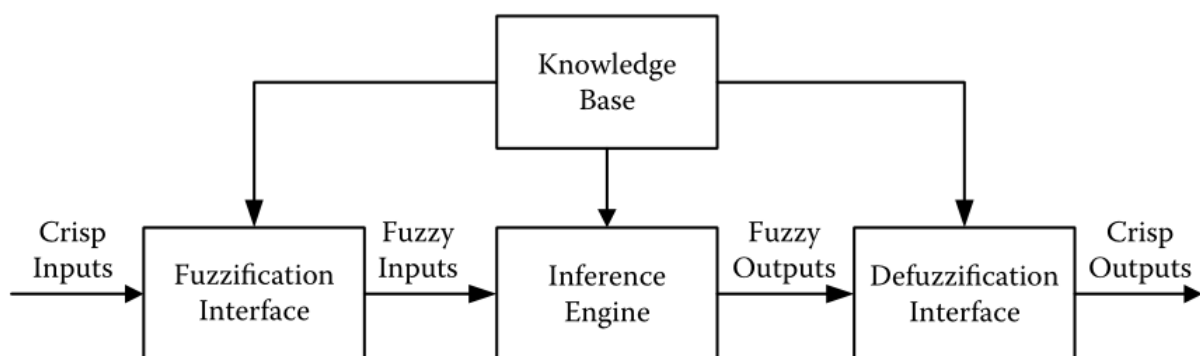 Knowledge
Base
Crisp
Inputs
Fuzzification
Interface
Fuzzy
Inputs
Inference
Engine
Fuzzy
Outputs
Defuzzification
Interface
Crisp
Outputs